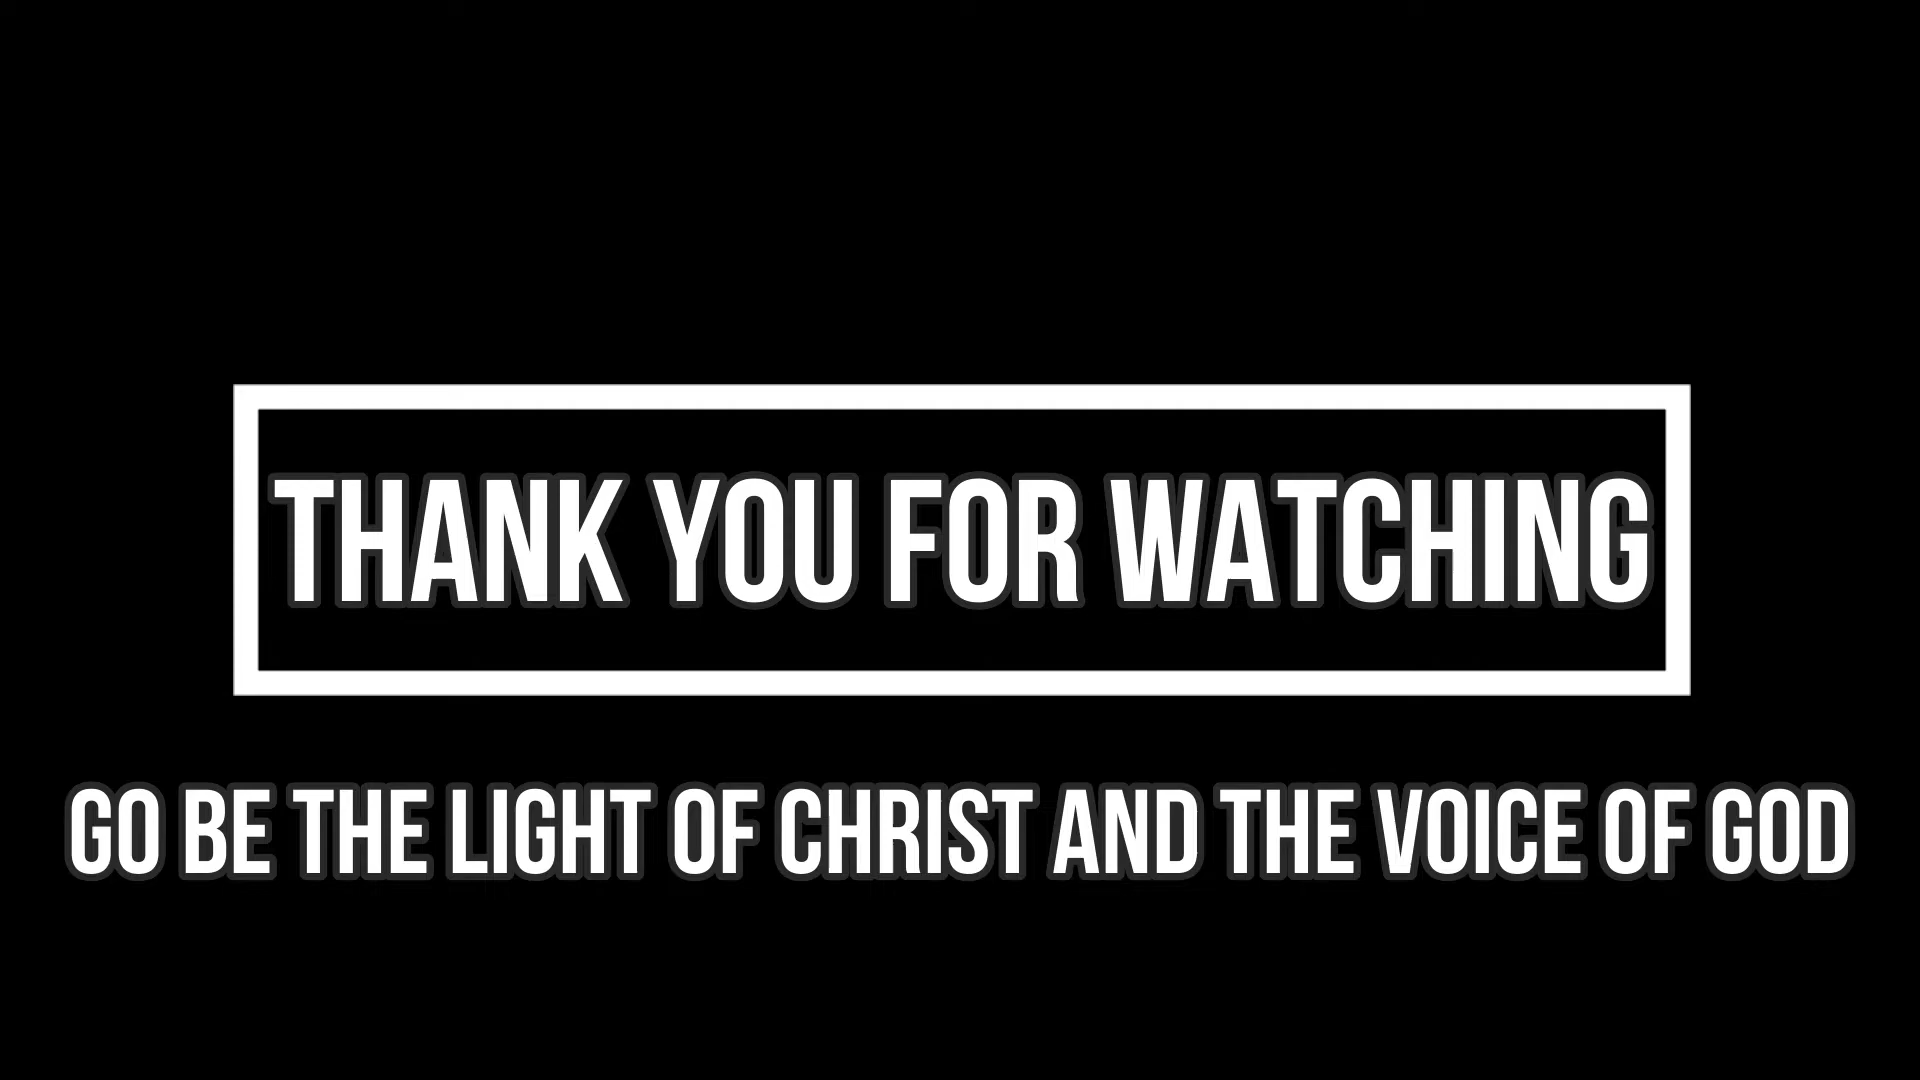 THANK YOU FOR WATCHING
GO BE THE LIGHT OF CHRIST AND THE VOICE OF GOD